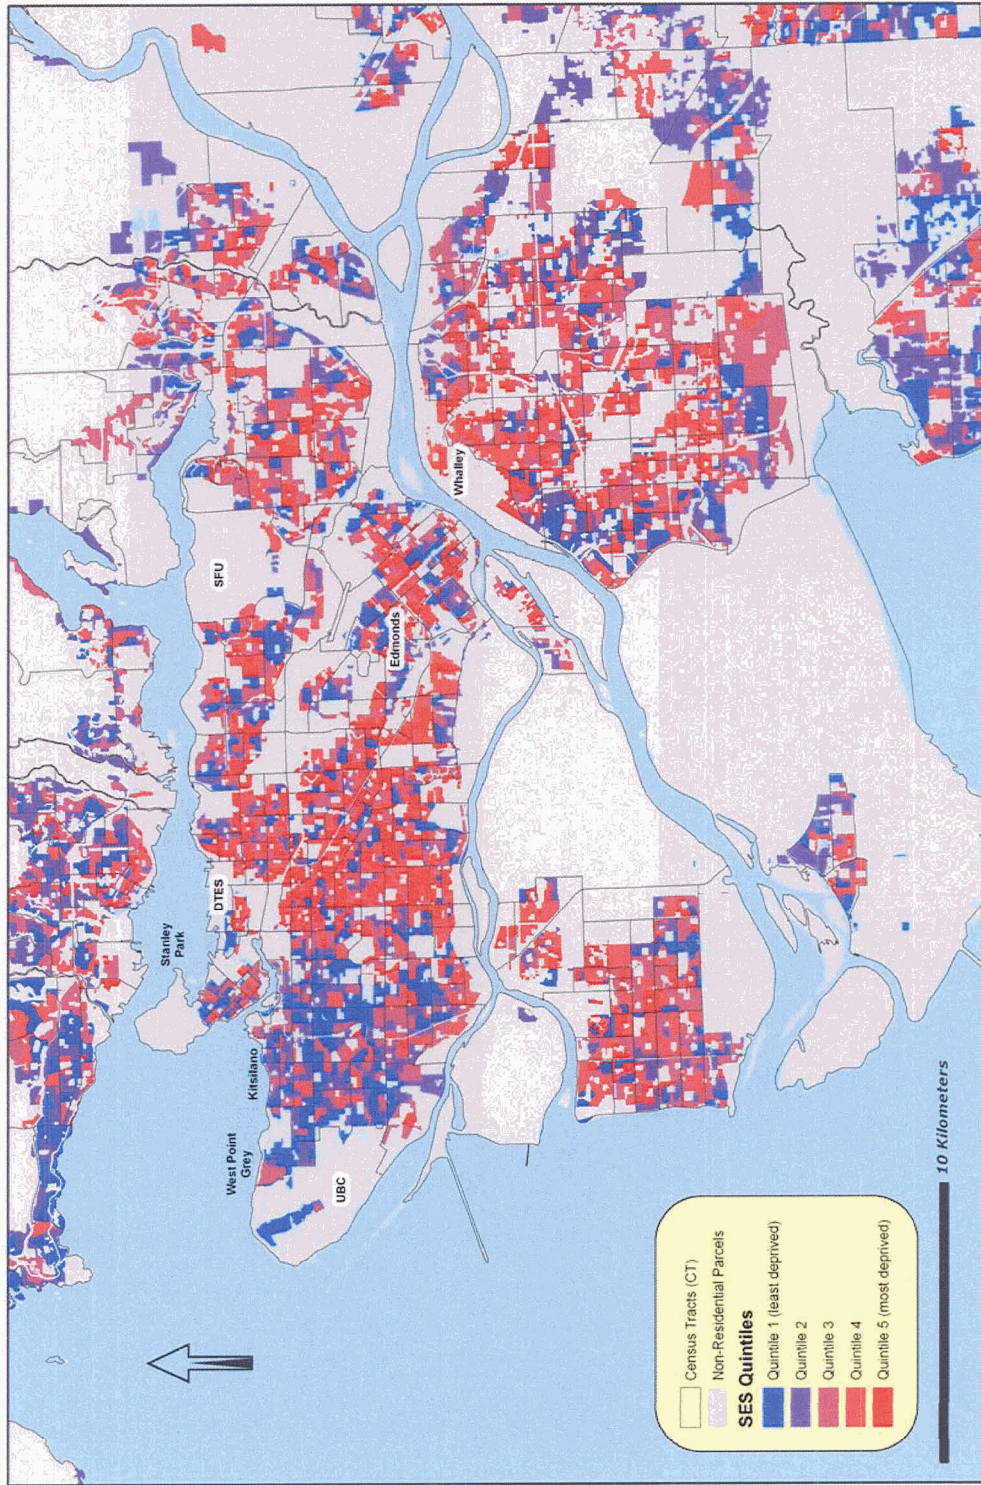 Stanley
Park
West Point
Grey
Kitsilano
DTES
SFU
UBC
Edmonds
Whalley
Census Tracts (CT)
Non-Residential Parcels
SES Quintiles
Quintile 1 (least deprived)
Quintile 2
Quintile 3
Quintile 4
Quintile 5 (most deprived)
10 Kilometers